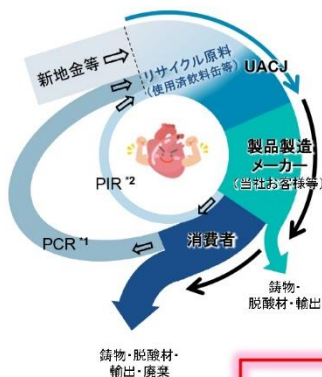 新地金等
リサイクル原料
(使用済飲料缶等)
UACJ
製品製造
メーカー
(当社お客様等)
PIR *2
PCR *1
消費者
鋳物・
脱酸材・輸出
鋳物・脱酸材・
輸出・廃棄